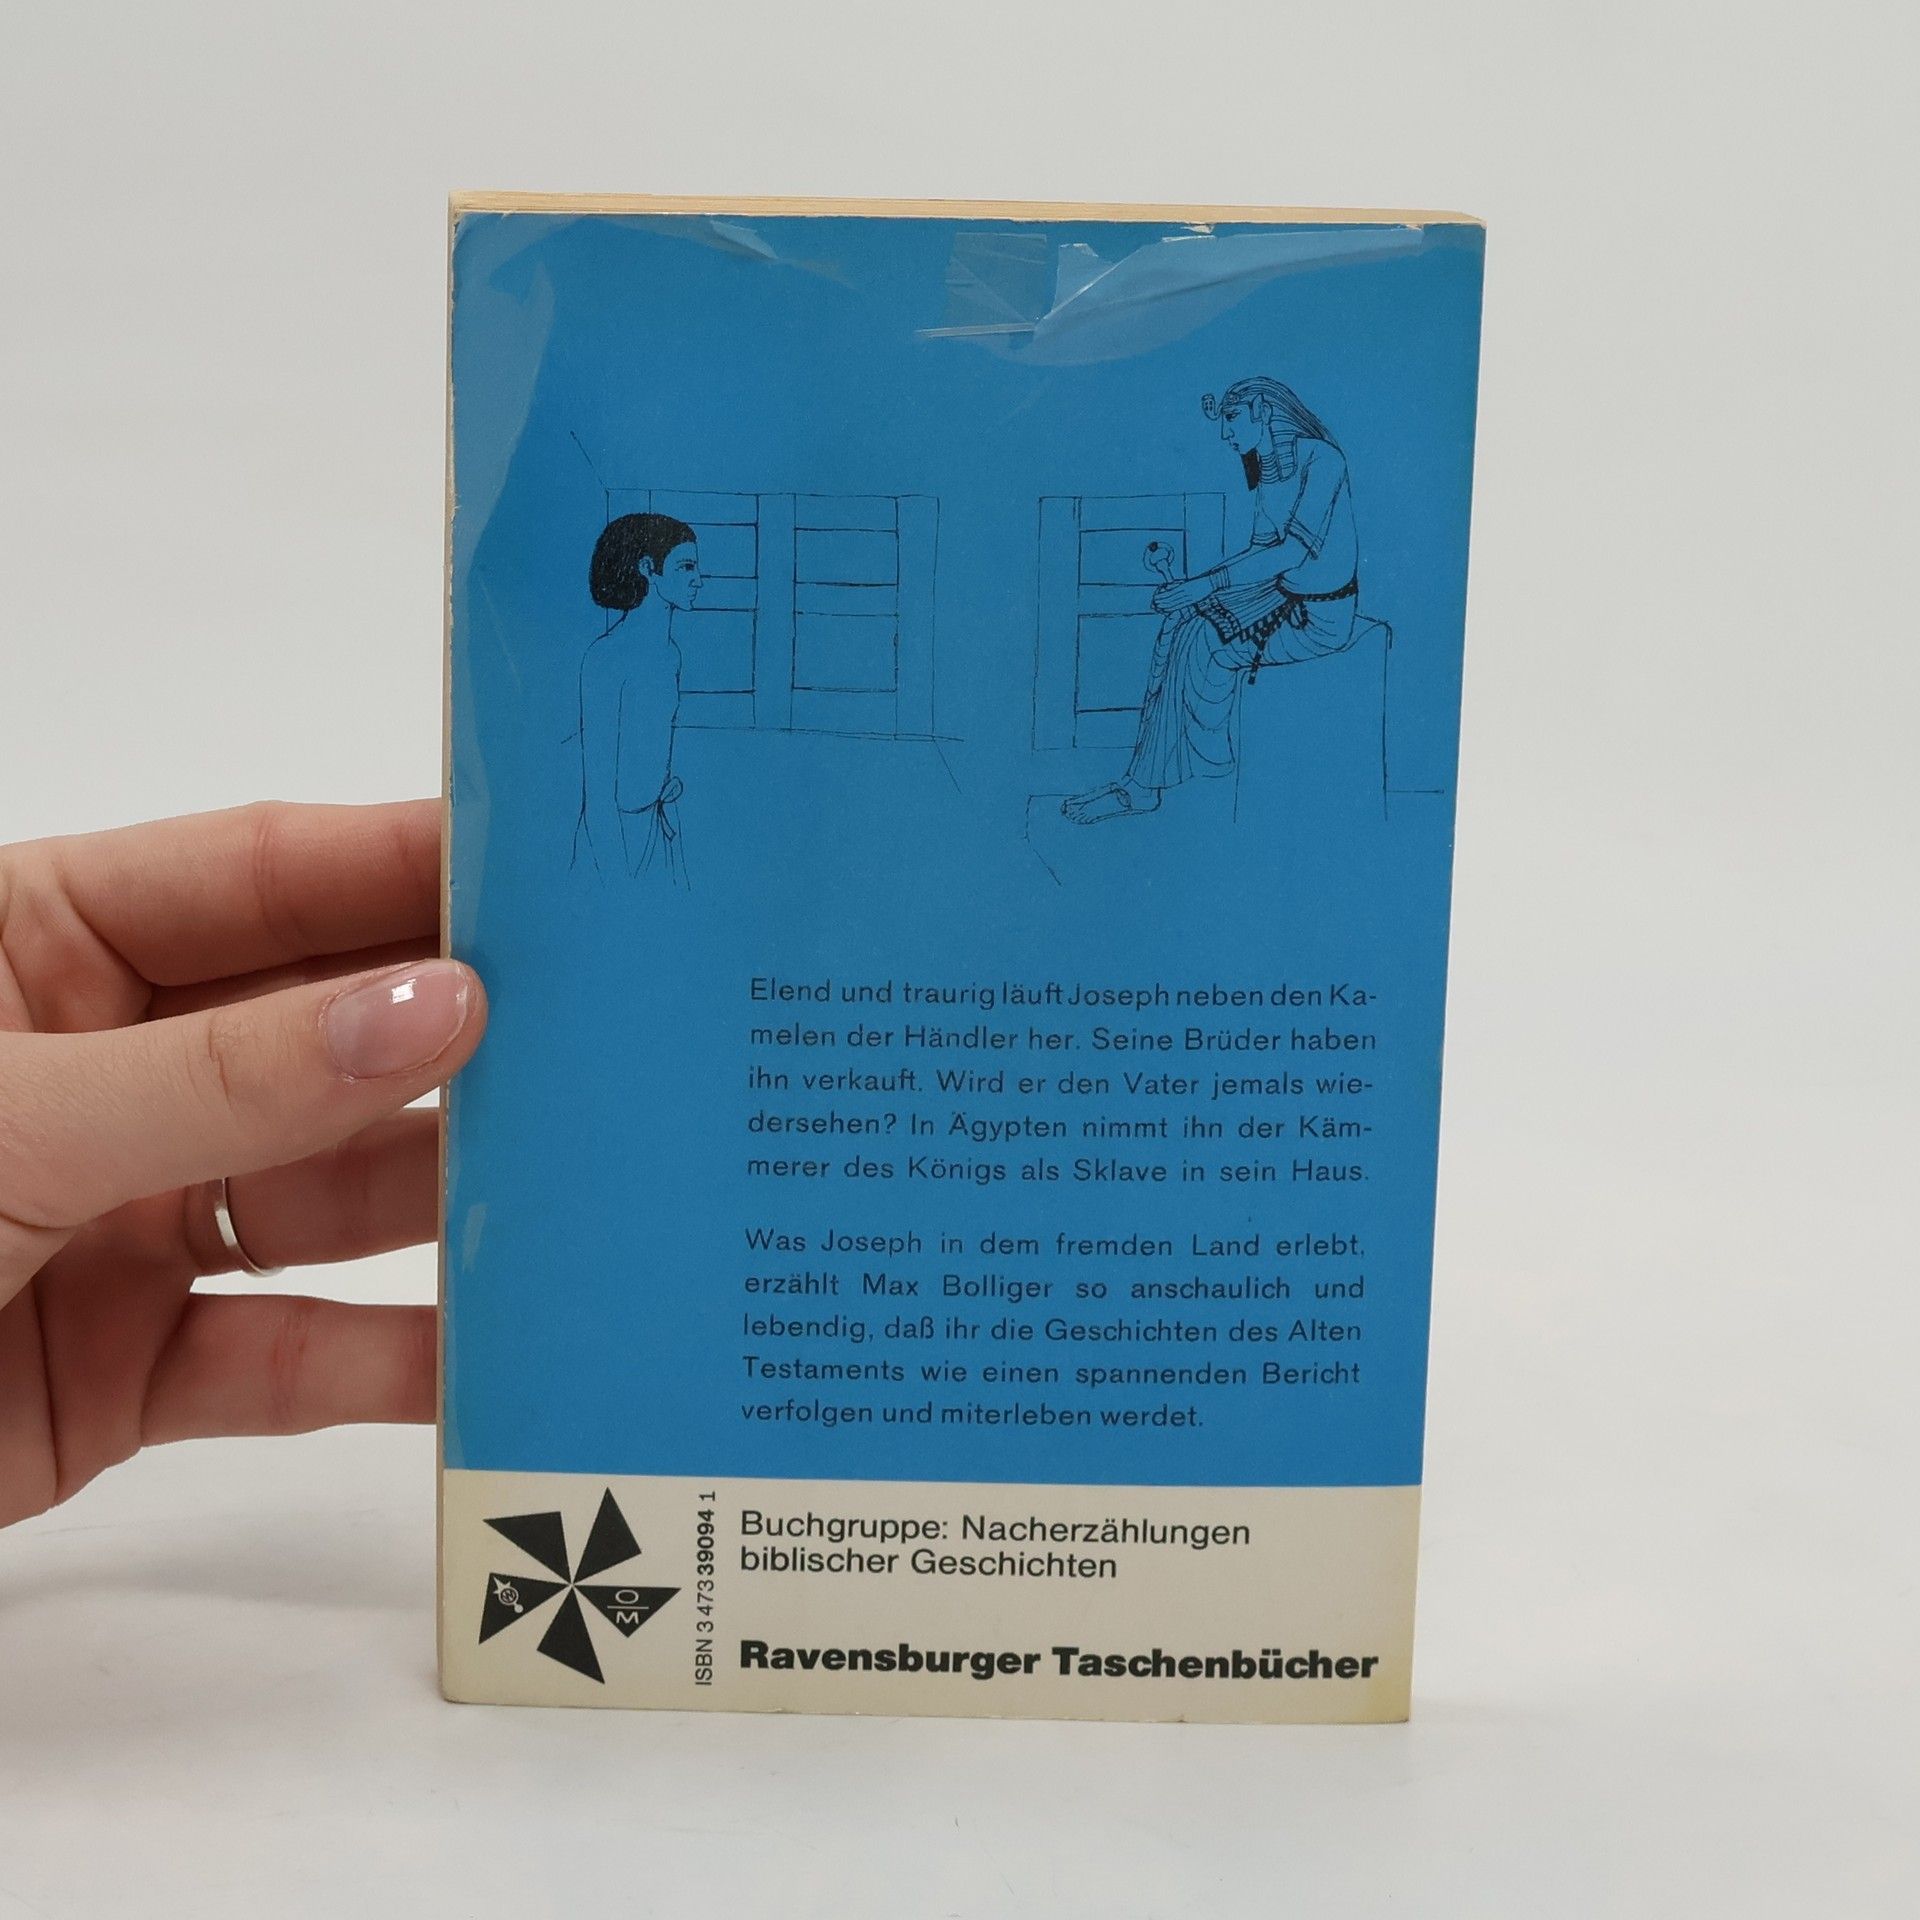 Elend und traurig läuft Joseph neben den Ka-
melen der Händler her. Seine Brüder haben
ihn verkauft. Wird er den Vater jemals wie-
dersehen? In Ägypten nimmt ihn der Käm-
merer des Königs als Sklave in sein Haus.
Was Joseph in dem fremden Land erlebt,
erzählt Max Bolliger so anschaulich und
lebendig, daß ihr die Geschichten des Alten
Testaments wie einen spannenden Bericht
verfolgen und miterleben werdet.
O
M
ISBN 3 473 39094 1
Buchgruppe: Nacherzählungen
biblischer Geschichten
Ravensburger Taschenbücher